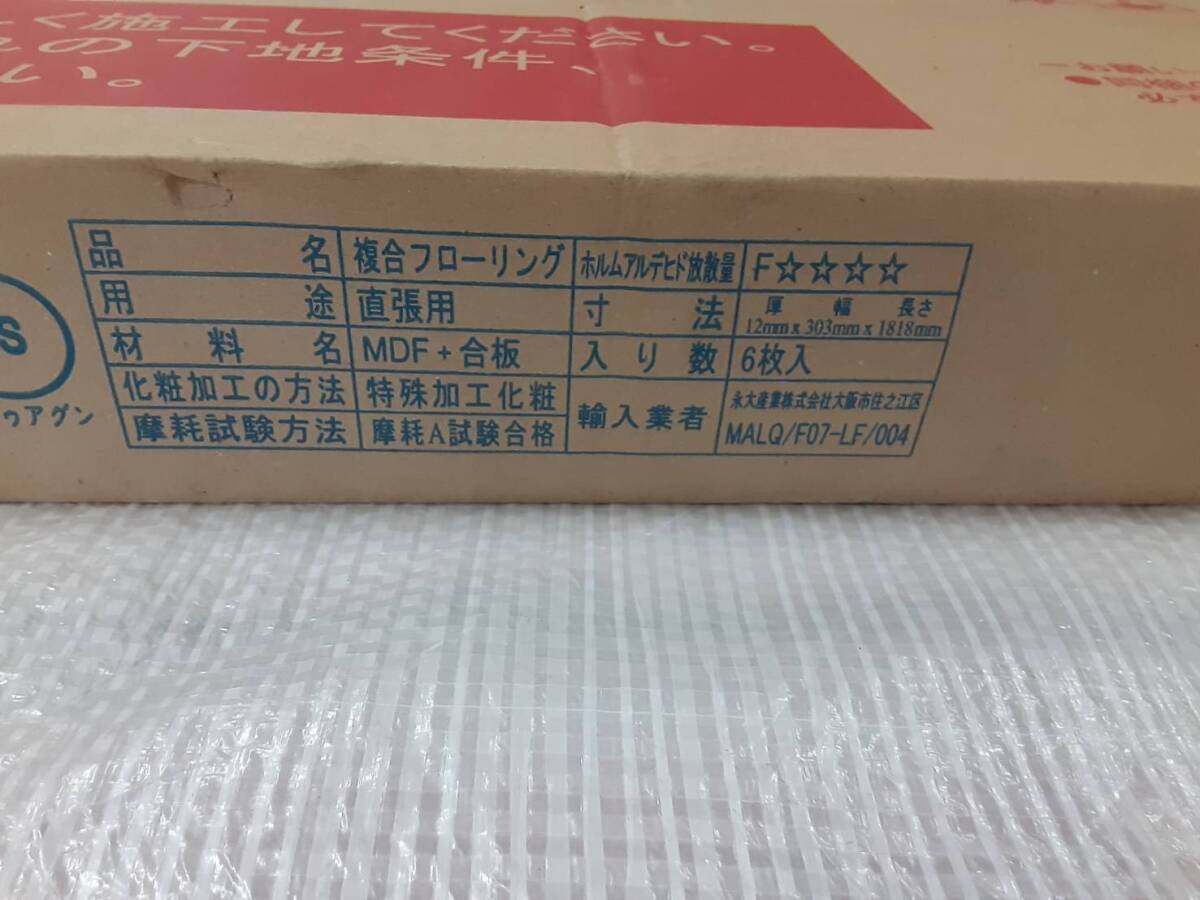 く施工してください。
の下地条件、
い。
S
ウアグン
品名 複合フローリング ホルムアルデヒド放散量 F☆☆☆☆
用途 直張用 寸法 厚 幅 長さ
12mm x 303mm x 1818mm
材料名 MDF+合板 入り数 6枚入
化粧加工の方法 特殊加工化粧 輸入業者 永大産業株式会社大阪市住之江区
摩耗試験方法 摩耗A試験合格 MALQ/F07-LF/004